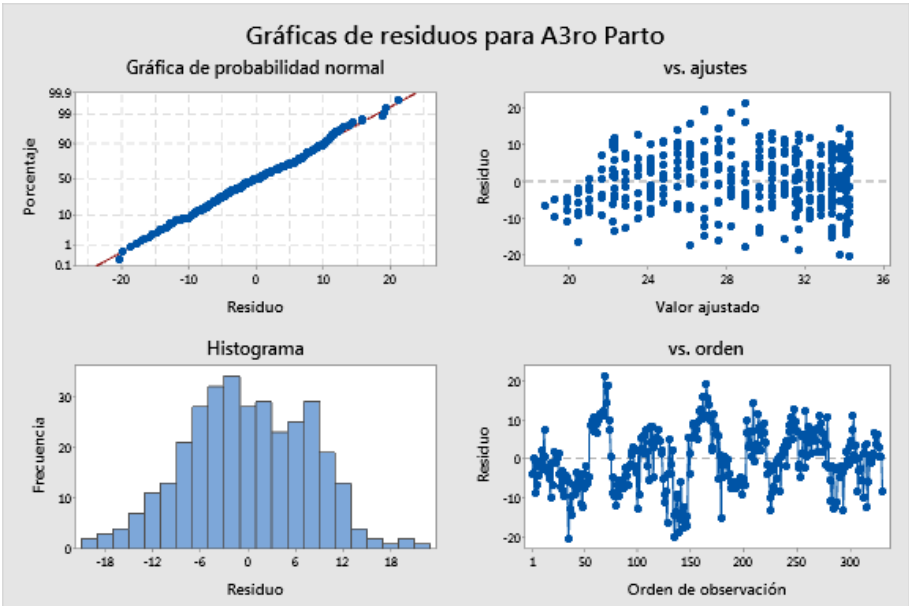 Gráficas de residuos para A3ro Parto
Gráfica de probabilidad normal
99.9
99
90
50
10
1
0.1
Porcentaje
-20 -10 0 10 20
Residuo
vs. ajustes
20
10
0
-10
-20
Residuo
20 24 28 32 36
Valor ajustado
Histograma
30
20
10
0
Frecuencia
-18 -12 -6 0 6 12 18
Residuo
vs. orden
20
10
0
-10
-20
Residuo
1 50 100 150 200 250 300
Orden de observación